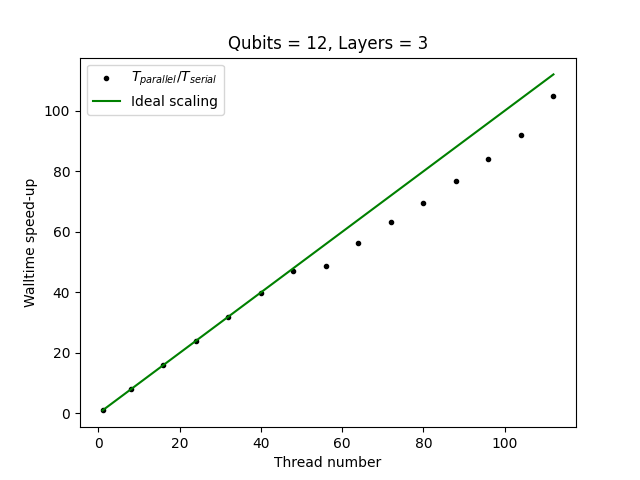 Qubits = 12, Layers = 3
T_parallel/T_serial
Ideal scaling
Walltime speed-up
100
80
60
40
20
0
0 20 40 60 80 100
Thread number